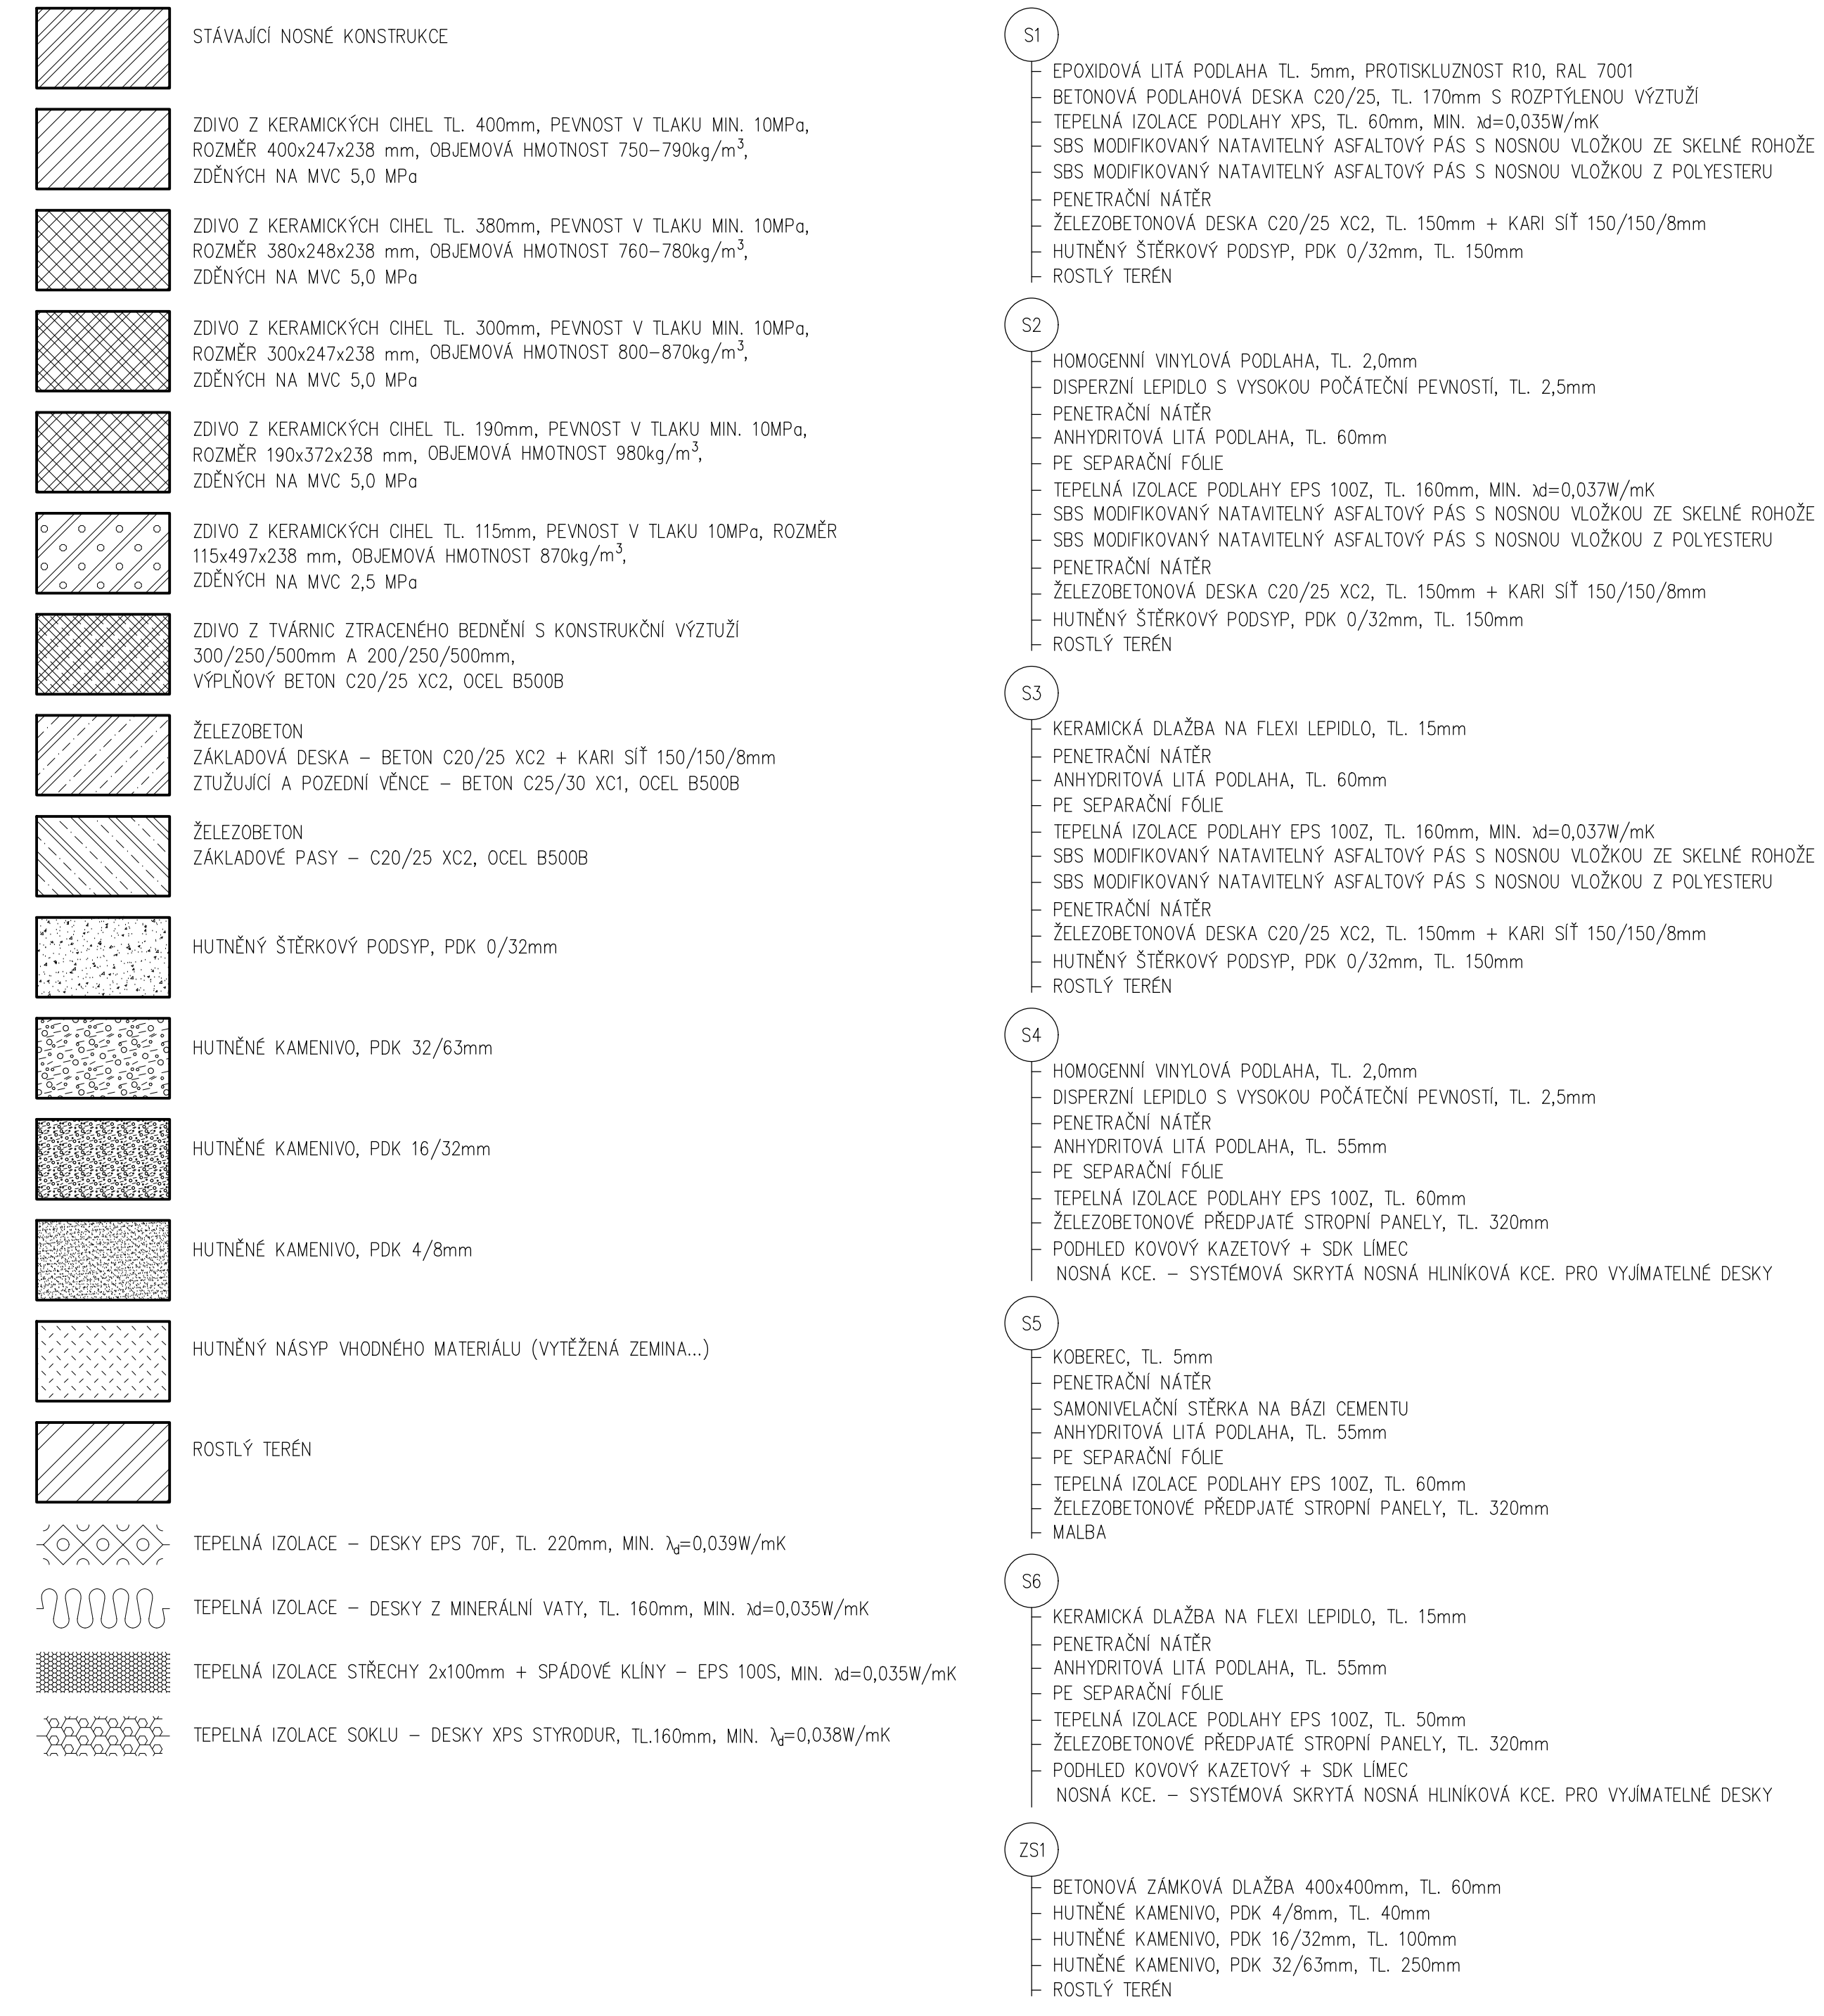 STÁVAJÍCÍ NOSNÉ KONSTRUKCE
ZDIVO Z KERAMICKÝCH CIHEL TL. 400mm, PEVNOST V TLAKU MIN. 10MPa,
ROZMĚR 400x247x238 mm, OBJEMOVÁ HMOTNOST 750-790kg/m³,
ZDĚNÝCH NA MVC 5,0 MPa
ZDIVO Z KERAMICKÝCH CIHEL TL. 380mm, PEVNOST V TLAKU MIN. 10MPa,
ROZMĚR 380x248x238 mm, OBJEMOVÁ HMOTNOST 760-780kg/m³,
ZDĚNÝCH NA MVC 5,0 MPa
ZDIVO Z KERAMICKÝCH CIHEL TL. 300mm, PEVNOST V TLAKU MIN. 10MPa,
ROZMĚR 300x247x238 mm, OBJEMOVÁ HMOTNOST 800-870kg/m³,
ZDĚNÝCH NA MVC 5,0 MPa
ZDIVO Z KERAMICKÝCH CIHEL TL. 190mm, PEVNOST V TLAKU MIN. 10MPa,
ROZMĚR 190x372x238 mm, OBJEMOVÁ HMOTNOST 980kg/m³,
ZDĚNÝCH NA MVC 5,0 MPa
ZDIVO Z KERAMICKÝCH CIHEL TL. 115mm, PEVNOST V TLAKU 10MPa, ROZMĚR
115x497x238 mm, OBJEMOVÁ HMOTNOST 870kg/m³,
ZDĚNÝCH NA MVC 2,5 MPa
ZDIVO Z TVÁRNIC ZTRACENÉHO BEDNĚNÍ S KONSTRUKČNÍ VÝZTUŽÍ
300/250/500mm A 200/250/500mm,
VÝPLŇOVÝ BETON C20/25 XC2, OCEL B500B
ŽELEZOBETON
ZÁKLADOVÁ DESKA – BETON C20/25 XC2 + KARI SÍŤ 150/150/8mm
ZTUŽUJÍCÍ A POZEDNÍ VĚNCE – BETON C25/30 XC1, OCEL B500B
ŽELEZOBETON
ZÁKLADOVÉ PASY – C20/25 XC2, OCEL B500B
HUTNĚNÝ ŠTĚRKOVÝ PODSYP, PDK 0/32mm
HUTNĚNÉ KAMENIVO, PDK 32/63mm
HUTNĚNÉ KAMENIVO, PDK 16/32mm
HUTNĚNÉ KAMENIVO, PDK 4/8mm
HUTNĚNÝ NÁSYP VHODNÉHO MATERIÁLU (VYTĚŽENÁ ZEMINA...)
ROSTLÝ TERÉN
TEPELNÁ IZOLACE – DESKY EPS 70F, TL. 220mm, MIN. λd=0,039W/mK
TEPELNÁ IZOLACE – DESKY Z MINERÁLNÍ VATY, TL. 160mm, MIN. λd=0,035W/mK
TEPELNÁ IZOLACE STŘECHY 2x100mm + SPÁDOVÉ KLÍNY – EPS 100S, MIN. λd=0,035W/mK
TEPELNÁ IZOLACE SOKLU – DESKY XPS STYRODUR, TL.160mm, MIN. λd=0,038W/mK
S1
EPOXIDOVÁ LITÁ PODLAHA TL. 5mm, PROTISKLUZNOST R10, RAL 7001
BETONOVÁ PODLAHOVÁ DESKA C20/25, TL. 170mm S ROZPTÝLENOU VÝZTUŽÍ
TEPELNÁ IZOLACE PODLAHY XPS, TL. 60mm, MIN. λd=0,035W/mK
SBS MODIFIKOVANÝ NATAVITELNÝ ASFALTOVÝ PÁS S NOSNOU VLOŽKOU ZE SKELNÉ ROHOŽE
SBS MODIFIKOVANÝ NATAVITELNÝ ASFALTOVÝ PÁS S NOSNOU VLOŽKOU Z POLYESTERU
PENETRAČNÍ NÁTĚR
ŽELEZOBETONOVÁ DESKA C20/25 XC2, TL. 150mm + KARI SÍŤ 150/150/8mm
HUTNĚNÝ ŠTĚRKOVÝ PODSYP, PDK 0/32mm, TL. 150mm
ROSTLÝ TERÉN
S2
HOMOGENNÍ VINYLOVÁ PODLAHA, TL. 2,0mm
DISPERZNÍ LEPIDLO S VYSOKOU POČÁTEČNÍ PEVNOSTÍ, TL. 2,5mm
PENETRAČNÍ NÁTĚR
ANHYDRITOVÁ LITÁ PODLAHA, TL. 60mm
PE SEPARAČNÍ FÓLIE
TEPELNÁ IZOLACE PODLAHY EPS 100Z, TL. 160mm, MIN. λd=0,037W/mK
SBS MODIFIKOVANÝ NATAVITELNÝ ASFALTOVÝ PÁS S NOSNOU VLOŽKOU ZE SKELNÉ ROHOŽE
SBS MODIFIKOVANÝ NATAVITELNÝ ASFALTOVÝ PÁS S NOSNOU VLOŽKOU Z POLYESTERU
PENETRAČNÍ NÁTĚR
ŽELEZOBETONOVÁ DESKA C20/25 XC2, TL. 150mm + KARI SÍŤ 150/150/8mm
HUTNĚNÝ ŠTĚRKOVÝ PODSYP, PDK 0/32mm, TL. 150mm
ROSTLÝ TERÉN
S3
KERAMICKÁ DLAŽBA NA FLEXI LEPIDLO, TL. 15mm
PENETRAČNÍ NÁTĚR
ANHYDRITOVÁ LITÁ PODLAHA, TL. 60mm
PE SEPARAČNÍ FÓLIE
TEPELNÁ IZOLACE PODLAHY EPS 100Z, TL. 160mm, MIN. λd=0,037W/mK
SBS MODIFIKOVANÝ NATAVITELNÝ ASFALTOVÝ PÁS S NOSNOU VLOŽKOU ZE SKELNÉ ROHOŽE
SBS MODIFIKOVANÝ NATAVITELNÝ ASFALTOVÝ PÁS S NOSNOU VLOŽKOU Z POLYESTERU
PENETRAČNÍ NÁTĚR
ŽELEZOBETONOVÁ DESKA C20/25 XC2, TL. 150mm + KARI SÍŤ 150/150/8mm
HUTNĚNÝ ŠTĚRKOVÝ PODSYP, PDK 0/32mm, TL. 150mm
ROSTLÝ TERÉN
S4
HOMOGENNÍ VINYLOVÁ PODLAHA, TL. 2,0mm
DISPERZNÍ LEPIDLO S VYSOKOU POČÁTEČNÍ PEVNOSTÍ, TL. 2,5mm
PENETRAČNÍ NÁTĚR
ANHYDRITOVÁ LITÁ PODLAHA, TL. 55mm
PE SEPARAČNÍ FÓLIE
TEPELNÁ IZOLACE PODLAHY EPS 100Z, TL. 60mm
ŽELEZOBETONOVÉ PŘEDPJATÉ STROPNÍ PANELY, TL. 320mm
PODHLED KOVOVÝ KAZETOVÝ + SDK LÍMEC
NOSNÁ KCE. – SYSTÉMOVÁ SKRYTÁ NOSNÁ HLINÍKOVÁ KCE. PRO VYJÍMATELNÉ DESKY
S5
KOBEREC, TL. 5mm
PENETRAČNÍ NÁTĚR
SAMONIVELAČNÍ STĚRKA NA BÁZI CEMENTU
ANHYDRITOVÁ LITÁ PODLAHA, TL. 55mm
PE SEPARAČNÍ FÓLIE
TEPELNÁ IZOLACE PODLAHY EPS 100Z, TL. 60mm
ŽELEZOBETONOVÉ PŘEDPJATÉ STROPNÍ PANELY, TL. 320mm
MALBA
S6
KERAMICKÁ DLAŽBA NA FLEXI LEPIDLO, TL. 15mm
PENETRAČNÍ NÁTĚR
ANHYDRITOVÁ LITÁ PODLAHA, TL. 55mm
PE SEPARAČNÍ FÓLIE
TEPELNÁ IZOLACE PODLAHY EPS 100Z, TL. 50mm
ŽELEZOBETONOVÉ PŘEDPJATÉ STROPNÍ PANELY, TL. 320mm
PODHLED KOVOVÝ KAZETOVÝ + SDK LÍMEC
NOSNÁ KCE. – SYSTÉMOVÁ SKRYTÁ NOSNÁ HLINÍKOVÁ KCE. PRO VYJÍMATELNÉ DESKY
ZS1
BETONOVÁ ZÁMKOVÁ DLAŽBA 400x400mm, TL. 60mm
HUTNĚNÉ KAMENIVO, PDK 4/8mm, TL. 40mm
HUTNĚNÉ KAMENIVO, PDK 16/32mm, TL. 100mm
HUTNĚNÉ KAMENIVO, PDK 32/63mm, TL. 250mm
ROSTLÝ TERÉN